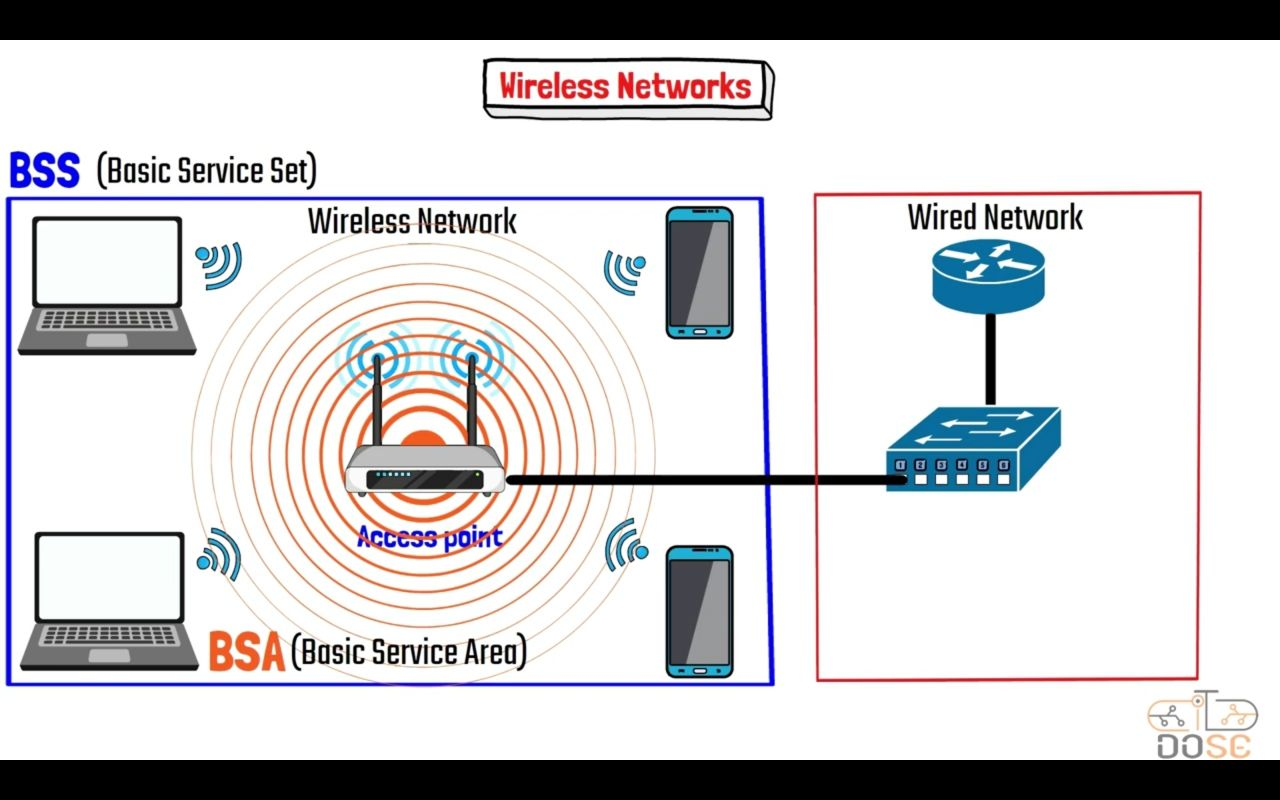 Wireless Networks
BSS (Basic Service Set)
Wireless Network
Wired Network
1 2 3 4 5 6
Access point
BSA (Basic Service Area)
iTD
DOSE